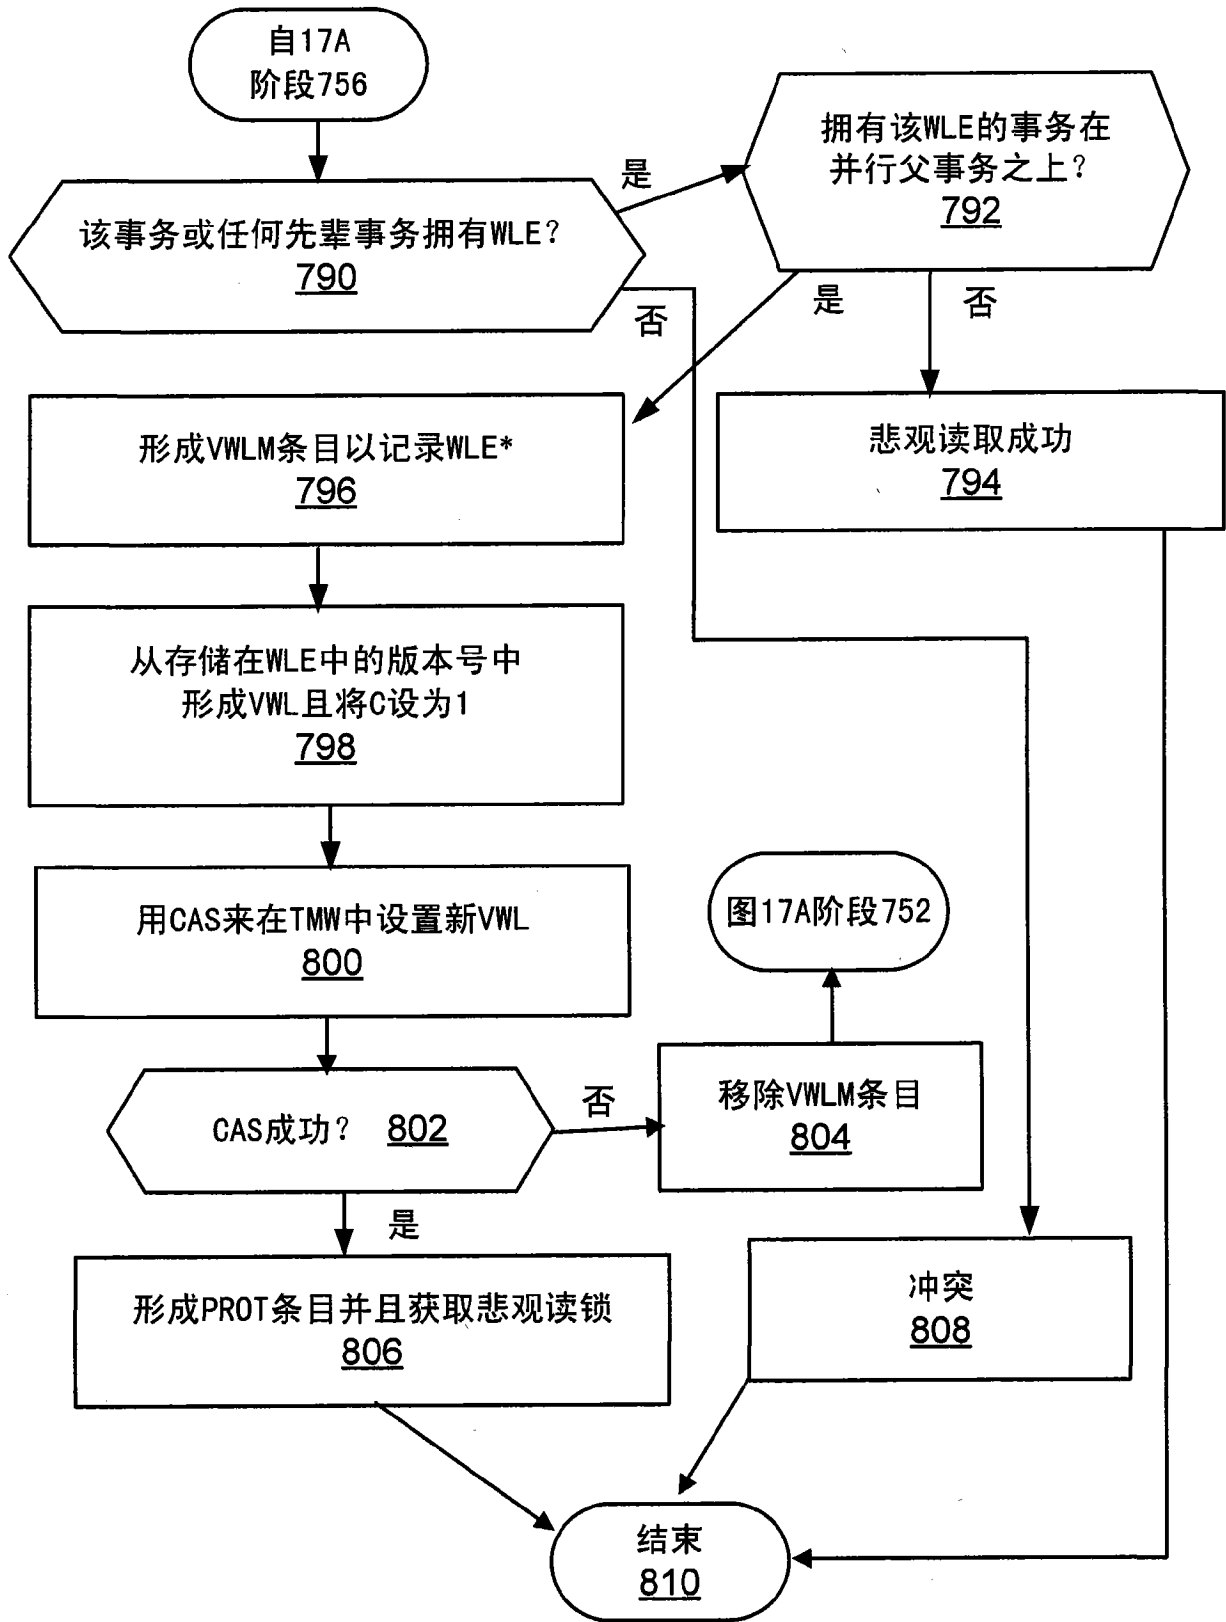 自17A
阶段756
该事务或任何先辈事务拥有WLE?
790
是
否
拥有该WLE的事务在
并行父事务之上?
792
是
否
形成VWLM条目以记录WLE*
796
悲观读取成功
794
从存储在WLE中的版本号中
形成VWL且将C设为1
798
用CAS来在TMW中设置新VWL
800
图17A阶段752
CAS成功? 802
否
是
移除VWLM条目
804
形成PROT条目并且获取悲观读锁
806
冲突
808
结束
810